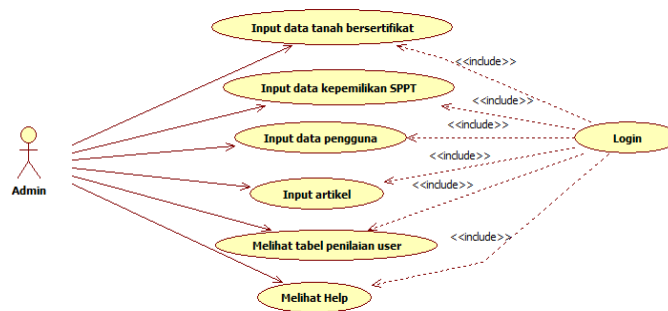 Input data tanah bersertifikat
<<include>>
Input data kepemilikan SPPT
<<include>>
Input data pengguna
<<include>>
Login
<<include>>
Admin
Input artikel
<<include>>
Melihat tabel penilaian user
<<include>>
Melihat Help